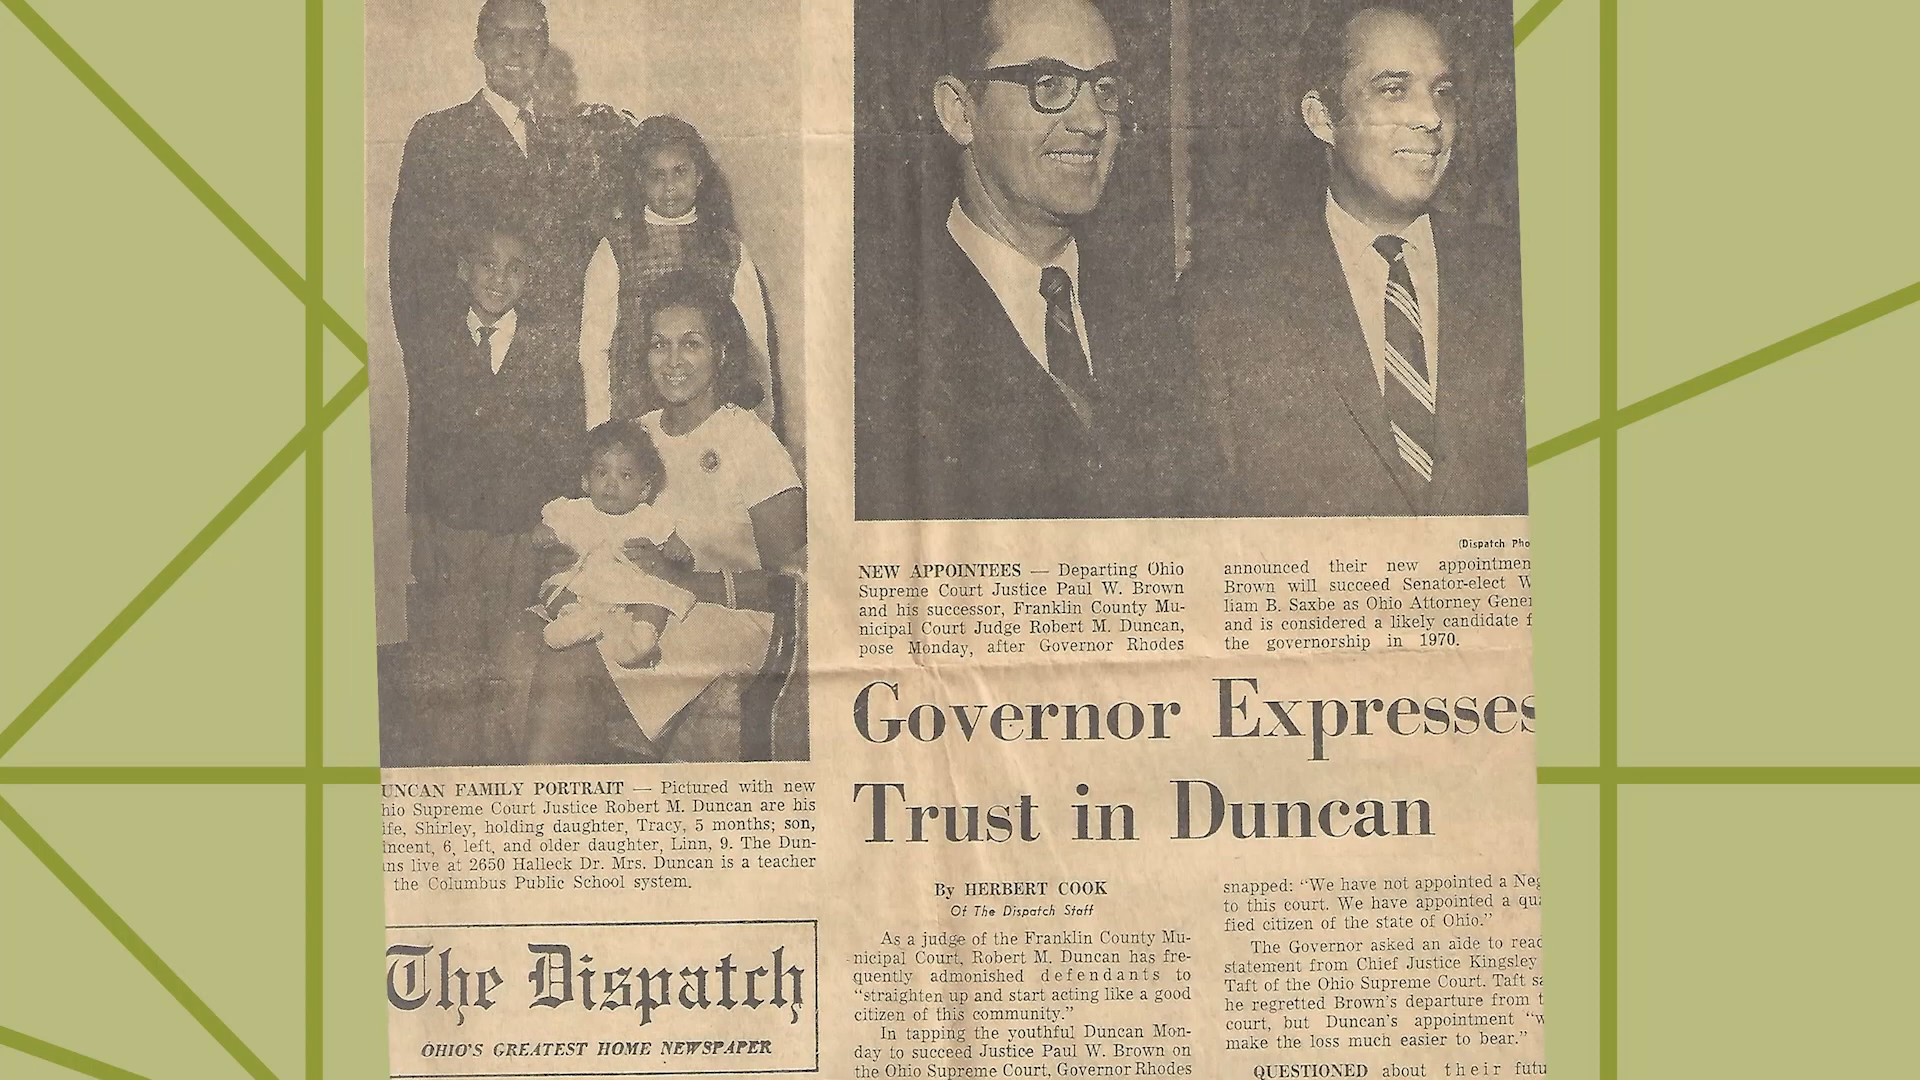 (Dispatch Pho
NEW APPOINTEES — Departing Ohio
Supreme Court Justice Paul W. Brown
and his successor, Franklin County Mu-
nicipal Court Judge Robert M. Duncan,
pose Monday, after Governor Rhodes
announced their new appointmen
Brown will succeed Senator-elect W
liam B. Saxbe as Ohio Attorney Gener
and is considered a likely candidate f
the governorship in 1970.
UNCAN FAMILY PORTRAIT — Pictured with new
hio Supreme Court Justice Robert M. Duncan are his
ife, Shirley, holding daughter, Tracy, 5 months; son,
incent, 6, left, and older daughter, Linn, 9. The Dun-
ns live at 2650 Halleck Dr. Mrs. Duncan is a teacher
the Columbus Public School system.
The Dispatch
OHIO'S GREATEST HOME NEWSPAPER
Governor Expresses
Trust in Duncan
By HERBERT COOK
Of The Dispatch Staff
As a judge of the Franklin County Mu-
nicipal Court, Robert M. Duncan has fre-
quently admonished defendants to
"straighten up and start acting like a good
citizen of this community."
In tapping the youthful Duncan Mon-
day to succeed Justice Paul W. Brown on
the Ohio Supreme Court, Governor Rhodes
snapped: "We have not appointed a Neg
to this court. We have appointed a qua
fied citizen of the state of Ohio."
The Governor asked an aide to read
statement from Chief Justice Kingsley
Taft of the Ohio Supreme Court. Taft sa
he regretted Brown's departure from t
court, but Duncan's appointment "w
make the loss much easier to bear."
QUESTIONED about their futu